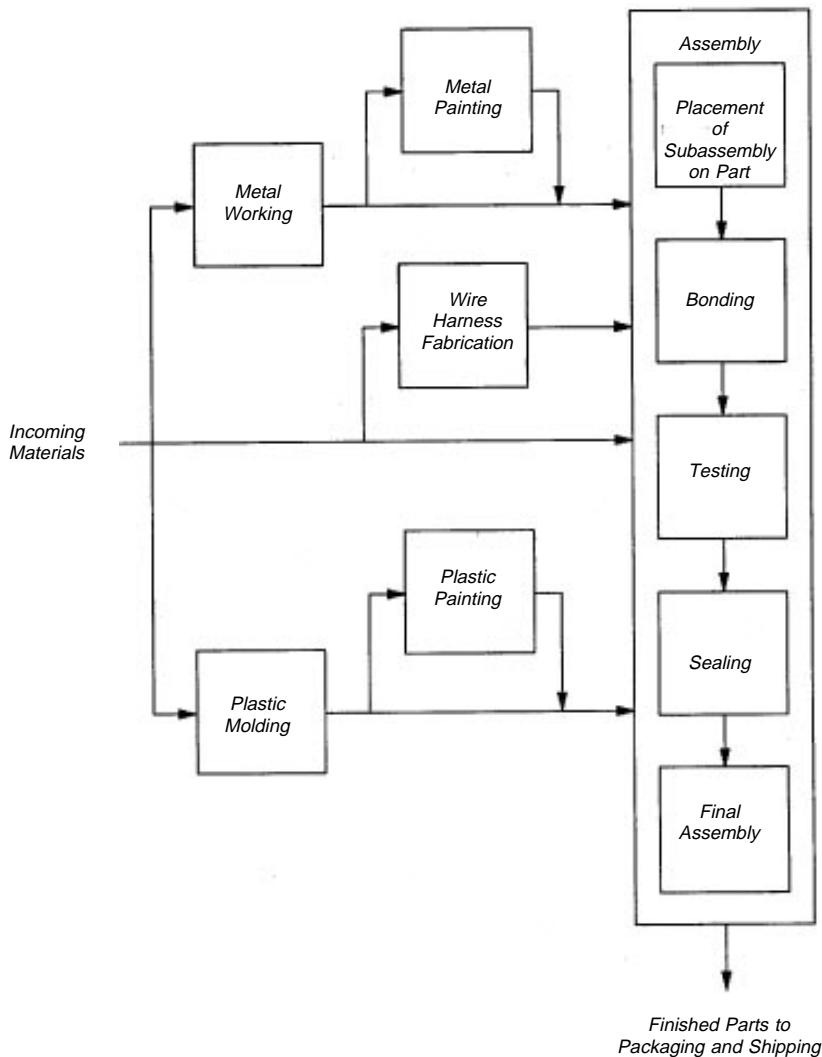 Assembly
Metal
Painting
Placement
of
Subassembly
on Part
Metal
Working
Wire
Harness
Fabrication
Bonding
Incoming
Materials
Testing
Plastic
Painting
Sealing
Plastic
Molding
Final
Assembly
Finished Parts to
Packaging and Shipping